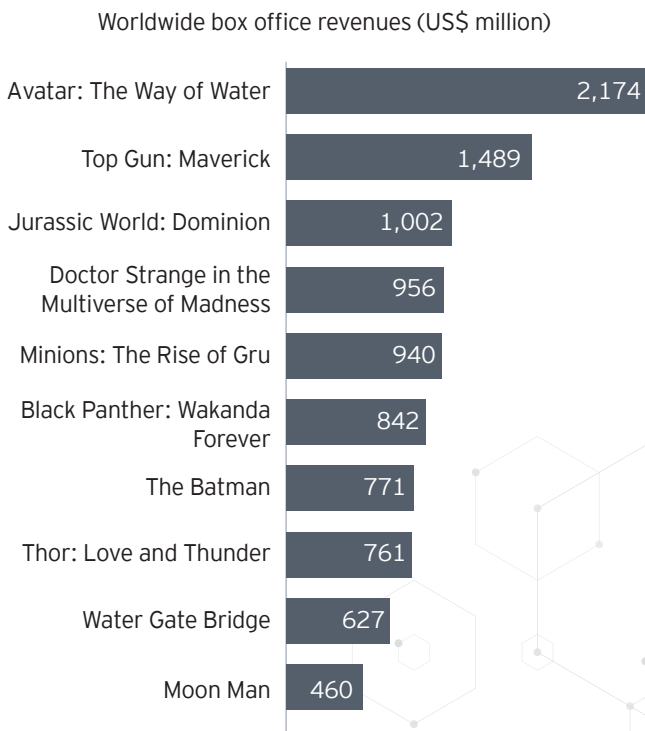 Worldwide box office revenues (US$ million)
Avatar: The Way of Water 2,174
Top Gun: Maverick 1,489
Jurassic World: Dominion 1,002
Doctor Strange in the
Multiverse of Madness 956
Minions: The Rise of Gru 940
Black Panther: Wakanda
Forever 842
The Batman 771
Thor: Love and Thunder 761
Water Gate Bridge 627
Moon Man 460